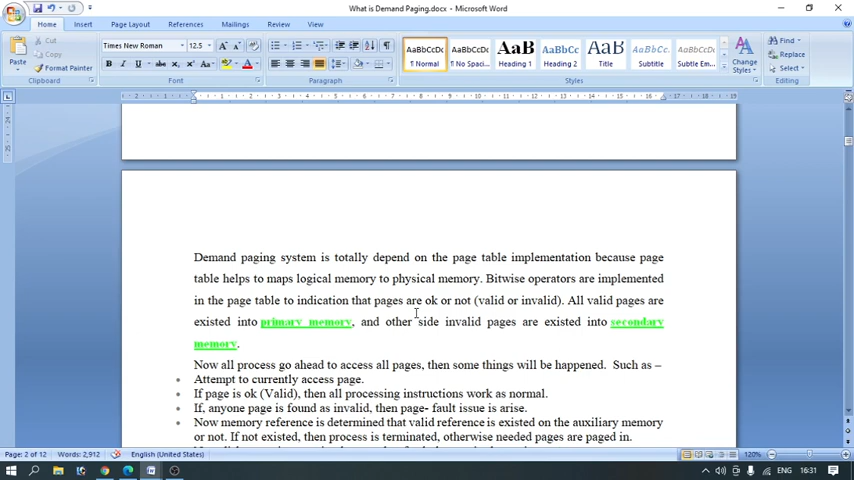 What is Demand Paging.docx - Microsoft Word
Home Insert Page Layout References Mailings Review View
Paste
Cut
Copy
Format Painter
Clipboard
Times New Roman 12.5
Font
Paragraph
AaBbCcDc AaBbCcDc AaBb AaBbCc AaBb AaBbCc AaBbCcDc
¶ Normal ¶ No Spaci... Heading 1 Heading 2 Title Subtitle Subtle Em...
Change Styles
Styles
Find
Replace
Select
Editing
Demand paging system is totally depend on the page table implementation because page
table helps to maps logical memory to physical memory. Bitwise operators are implemented
in the page table to indication that pages are ok or not (valid or invalid). All valid pages are
existed into primary memory, and other side invalid pages are existed into secondary
memory.
Now all process go ahead to access all pages, then some things will be happened. Such as –
• Attempt to currently access page.
• If page is ok (Valid), then all processing instructions work as normal.
• If, anyone page is found as invalid, then page- fault issue is arise.
• Now memory reference is determined that valid reference is existed on the auxiliary memory
or not. If not existed, then process is terminated, otherwise needed pages are paged in.
Page: 2 of 12 Words: 2,912 English (United States) 120%
ENG 16:31